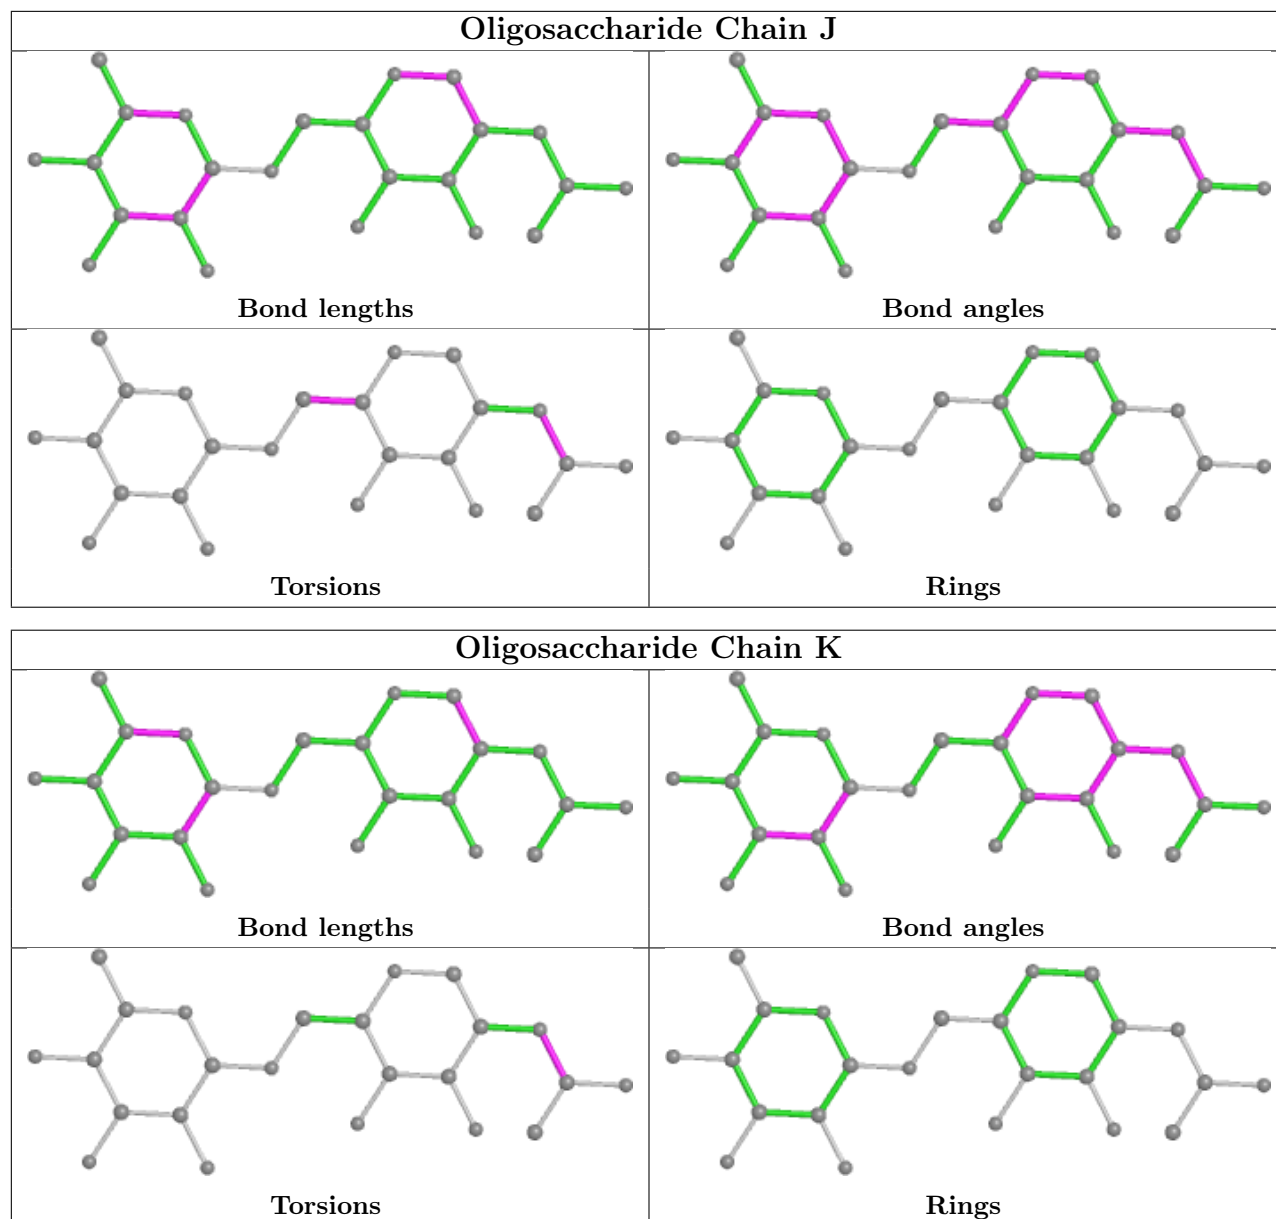 Oligosaccharide Chain J
Bond lengths
Bond angles
Torsions
Rings
Oligosaccharide Chain K
Bond lengths
Bond angles
Torsions
Rings